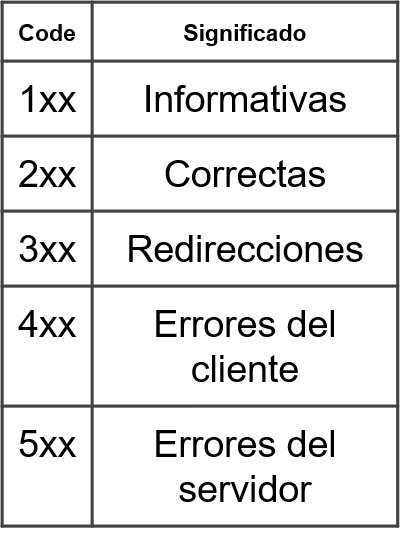 Code Significado
1xx Informativas
2xx Correctas
3xx Redirecciones
4xx Errores del
cliente
5xx Errores del
servidor